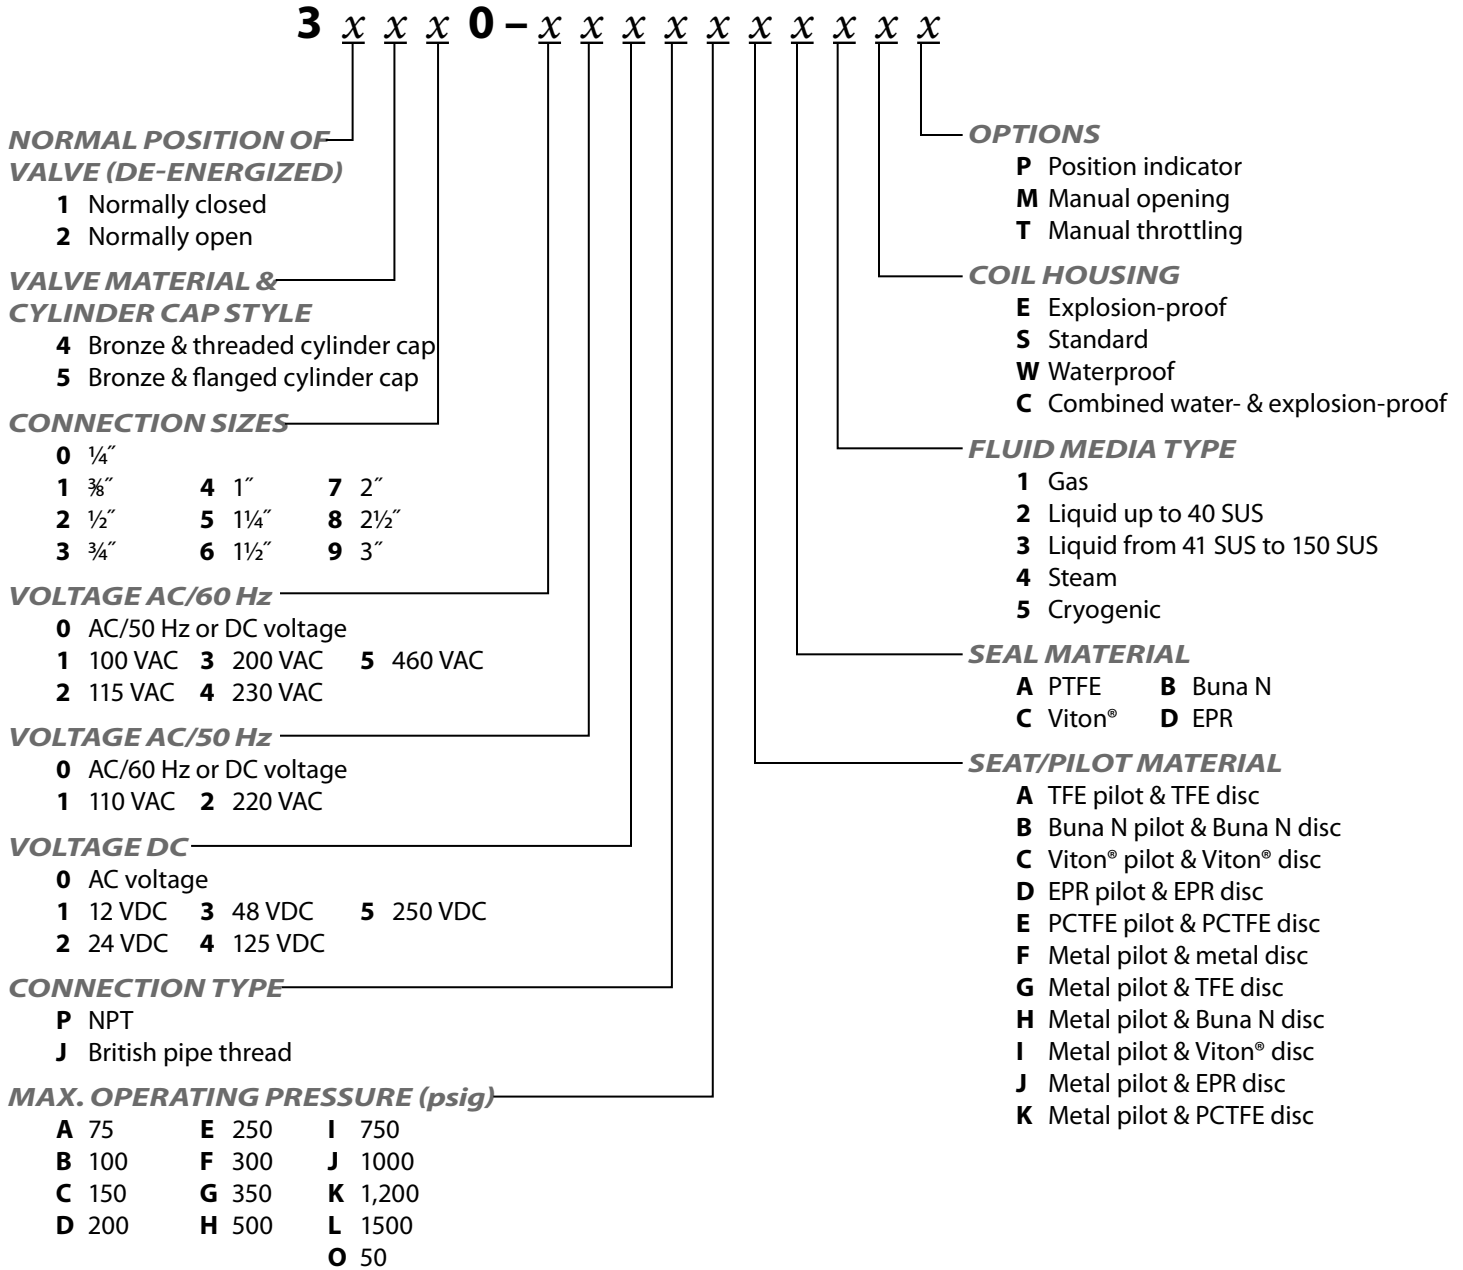 3 x x x 0 – x x x x x x x x x x
NORMAL POSITION OF
VALVE (DE-ENERGIZED)
1 Normally closed
2 Normally open
VALVE MATERIAL &
CYLINDER CAP STYLE
4 Bronze & threaded cylinder cap
5 Bronze & flanged cylinder cap
CONNECTION SIZES
0 ¼˝
1 ⅜˝ 4 1˝ 7 2˝
2 ½˝ 5 1¼˝ 8 2½˝
3 ¾˝ 6 1½˝ 9 3˝
VOLTAGE AC/60 Hz
0 AC/50 Hz or DC voltage
1 100 VAC 3 200 VAC 5 460 VAC
2 115 VAC 4 230 VAC
VOLTAGE AC/50 Hz
0 AC/60 Hz or DC voltage
1 110 VAC 2 220 VAC
VOLTAGE DC
0 AC voltage
1 12 VDC 3 48 VDC 5 250 VDC
2 24 VDC 4 125 VDC
CONNECTION TYPE
P NPT
J British pipe thread
MAX. OPERATING PRESSURE (psig)
A 75 E 250 I 750
B 100 F 300 J 1000
C 150 G 350 K 1,200
D 200 H 500 L 1500
O 50
OPTIONS
P Position indicator
M Manual opening
T Manual throttling
COIL HOUSING
E Explosion-proof
S Standard
W Waterproof
C Combined water- & explosion-proof
FLUID MEDIA TYPE
1 Gas
2 Liquid up to 40 SUS
3 Liquid from 41 SUS to 150 SUS
4 Steam
5 Cryogenic
SEAL MATERIAL
A PTFE B Buna N
C Viton® D EPR
SEAT/PILOT MATERIAL
A TFE pilot & TFE disc
B Buna N pilot & Buna N disc
C Viton® pilot & Viton® disc
D EPR pilot & EPR disc
E PCTFE pilot & PCTFE disc
F Metal pilot & metal disc
G Metal pilot & TFE disc
H Metal pilot & Buna N disc
I Metal pilot & Viton® disc
J Metal pilot & EPR disc
K Metal pilot & PCTFE disc